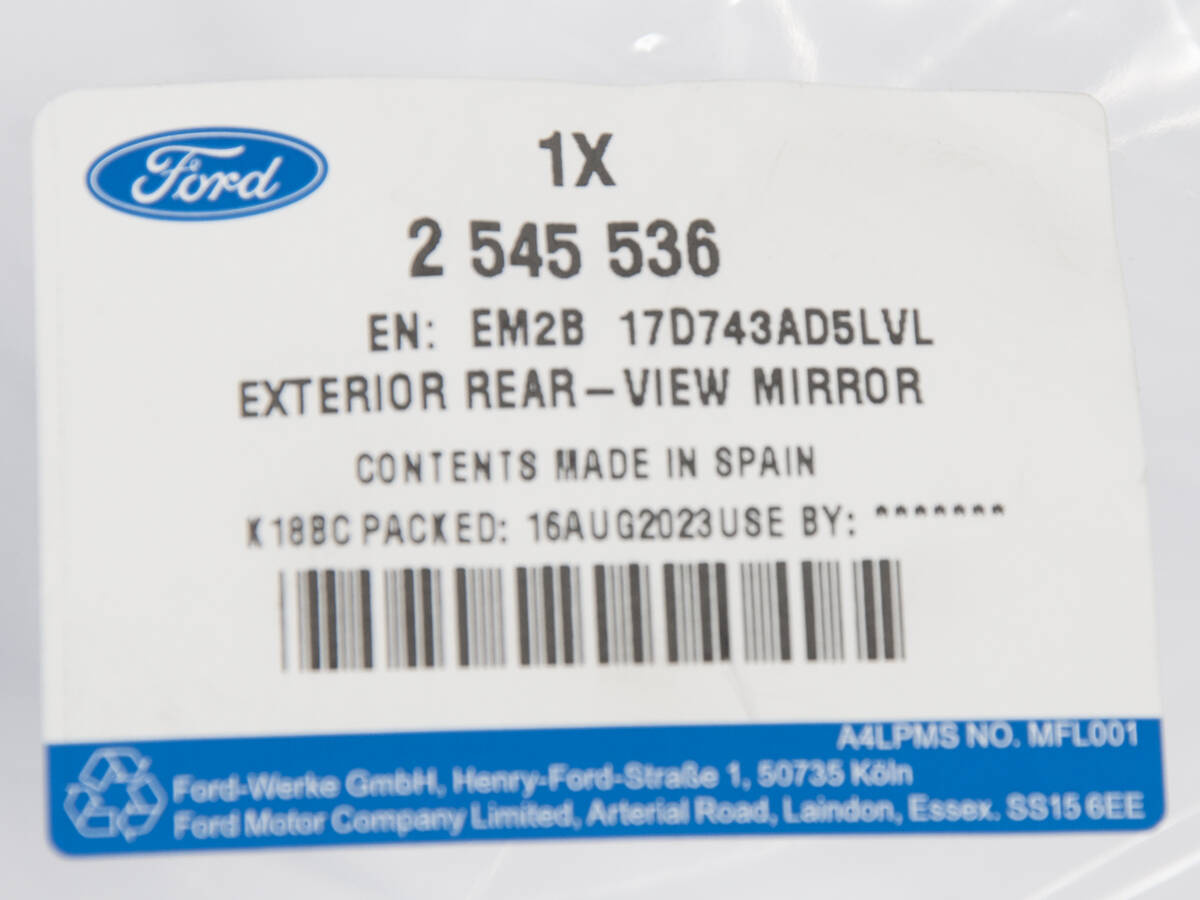 Ford
1X
2 545 536
EN: EM2B 17D743AD5LVL
EXTERIOR REAR-VIEW MIRROR
CONTENTS MADE IN SPAIN
K18BC PACKED: 16AUG2023 USE BY: *******
A4LPMS NO. MFL001
Ford-Werke GmbH, Henry-Ford-Straße 1, 50735 Köln
Ford Motor Company Limited, Arterial Road, Laindon, Essex. SS15 6EE